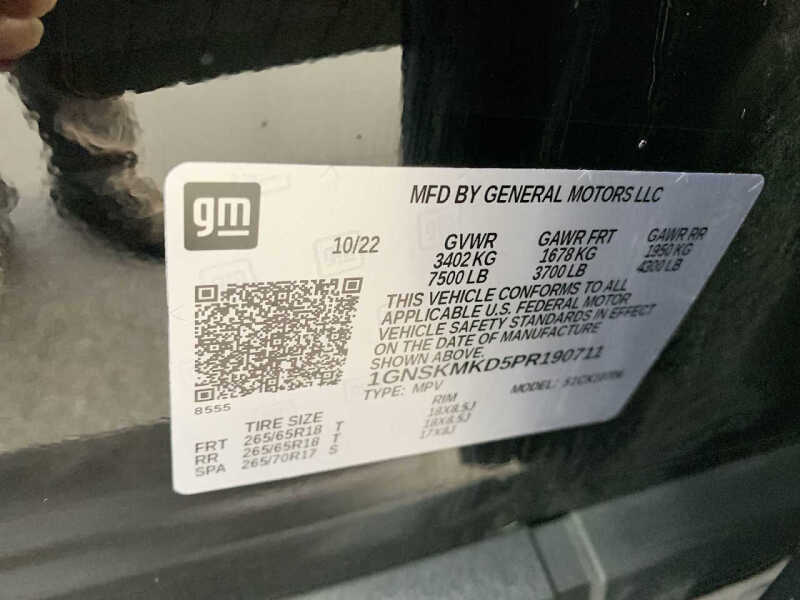 gm
MFD BY GENERAL MOTORS LLC
10/22
GVWR GAWR FRT GAWR RR
3402 KG 1678 KG 1950 KG
7500 LB 3700 LB 4300 LB
THIS VEHICLE CONFORMS TO ALL
APPLICABLE U.S. FEDERAL MOTOR
VEHICLE SAFETY STANDARDS IN EFFECT
ON THE DATE OF MANUFACTURE
SHOWN ABOVE.
1GNSKMKD5PR190711
TYPE: MPV MODEL:
8555
TIRE SIZE RIM
FRT 265/65R18 T 18X8.5J
RR 265/65R18 T 18X8.5J
SPA 265/70R17 S 17X8J